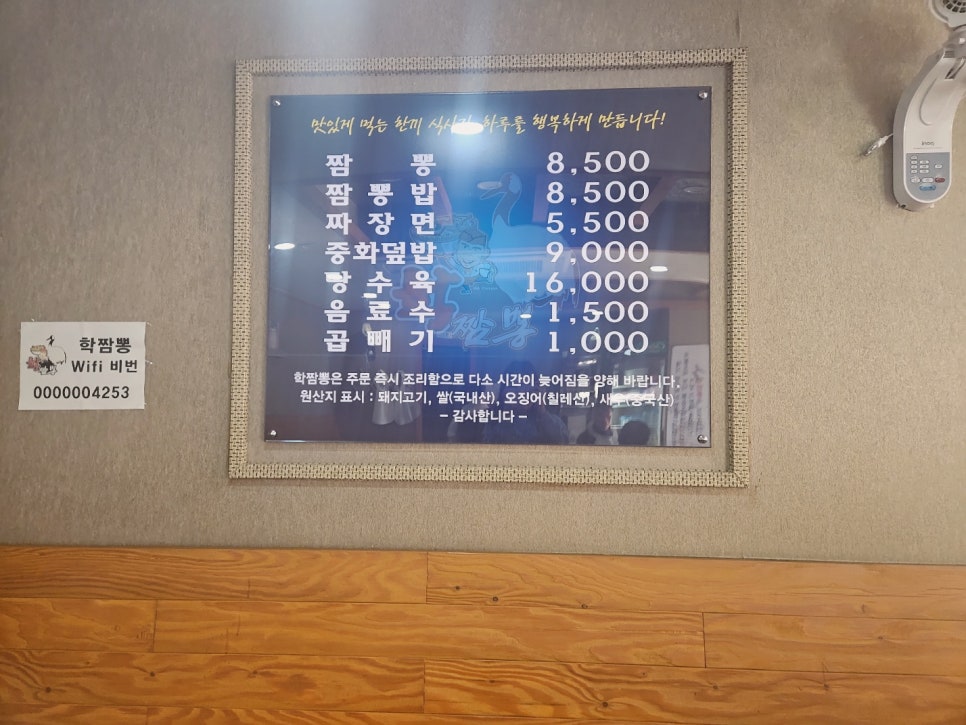 맛있게 먹는 한끼 식사가 하루를 행복하게 만듭니다!
짬 뽕 8,500
짬 뽕 밥 8,500
짜 장 면 5,500
중화덮밥 9,000
탕 수 육 16,000
음 료 수 1,500
곱 빼 기 1,000
학짬뽕은 주문 즉시 조리함으로 다소 시간이 늦어짐을 양해 바랍니다.
원산지 표시 : 돼지고기, 쌀(국내산), 오징어(칠레산), 새우(중국산)
– 감사합니다 –
학짬뽕
Wifi 비번
0000004253